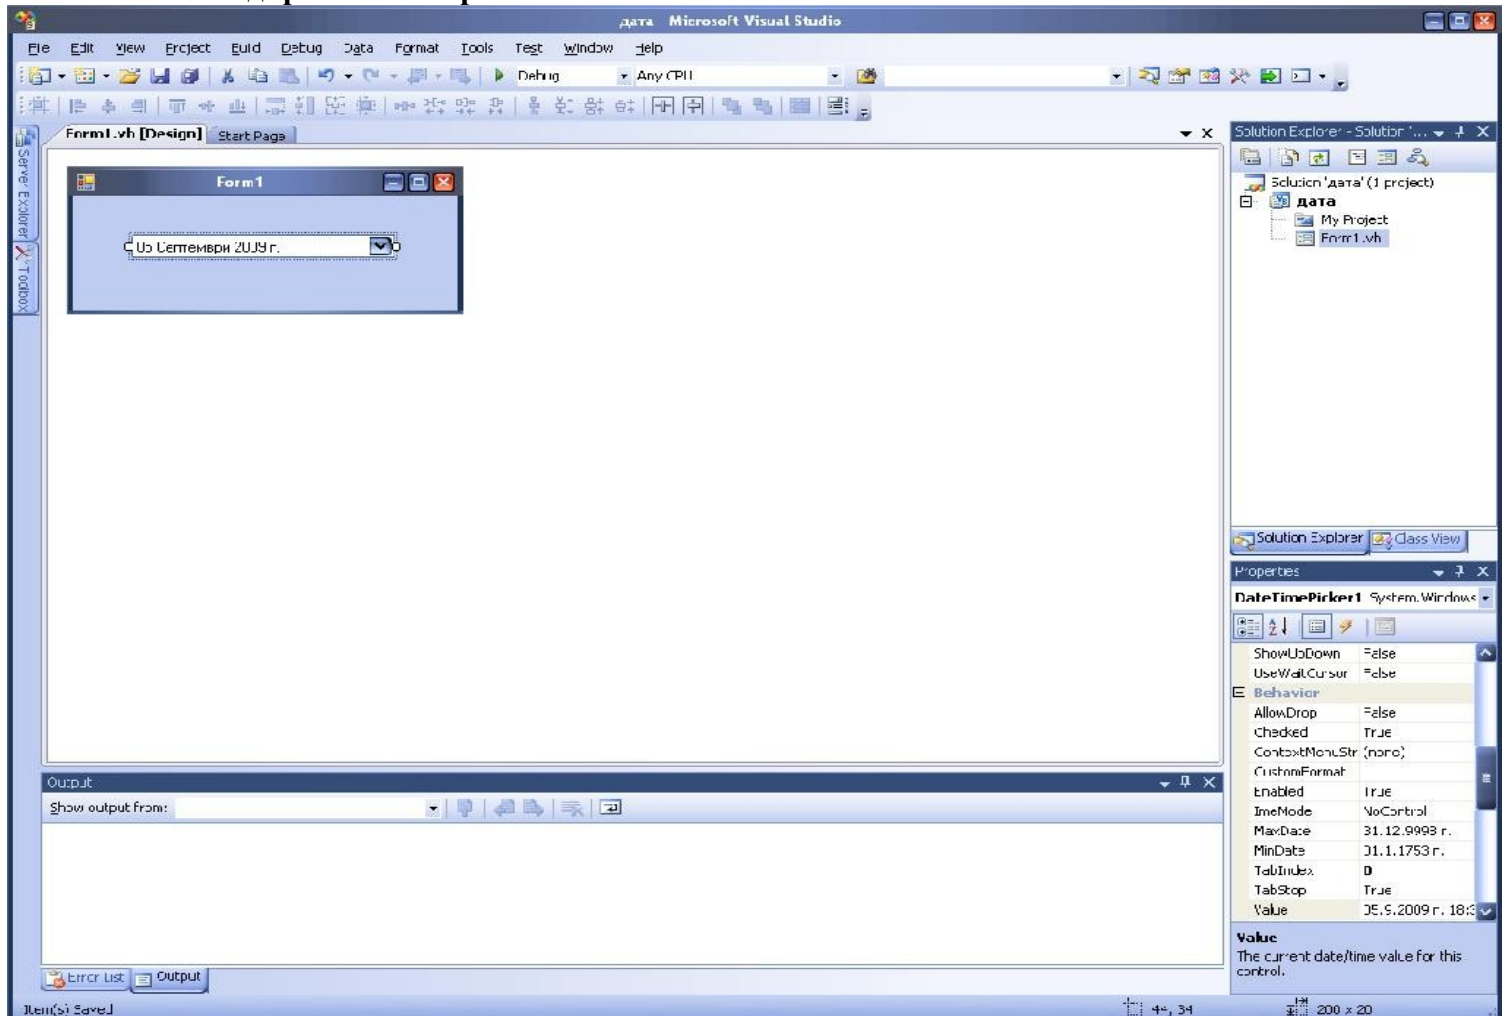 дата Microsoft Visual Studio
File Edit View Project Build Debug Data Format Tools Test Window Help
Debug Any CPU
Form1.vb [Design] Start Page
Server Explorer
Toolbox
Form1
05 Септември 2009 г.
Solution Explorer - Solution '...
Solution 'дата' (1 project)
дата
My Project
Form1.vb
Solution Explorer Class View
Properties
DateTimePicker1 System.Windows
ShowUpDown False
UseWaitCursor False
Behavior
AllowDrop False
Checked True
ContextMenuStr (none)
CustomFormat
Enabled True
ImeMode NoControl
MaxDate 31.12.9998 г.
MinDate 01.1.1753 г.
TabIndex 0
TabStop True
Value 05.9.2009 г. 18:3
Value
The current date/time value for this
control.
Output
Show output from:
Error List Output
Item(s) Saved 44, 34 200 x 20